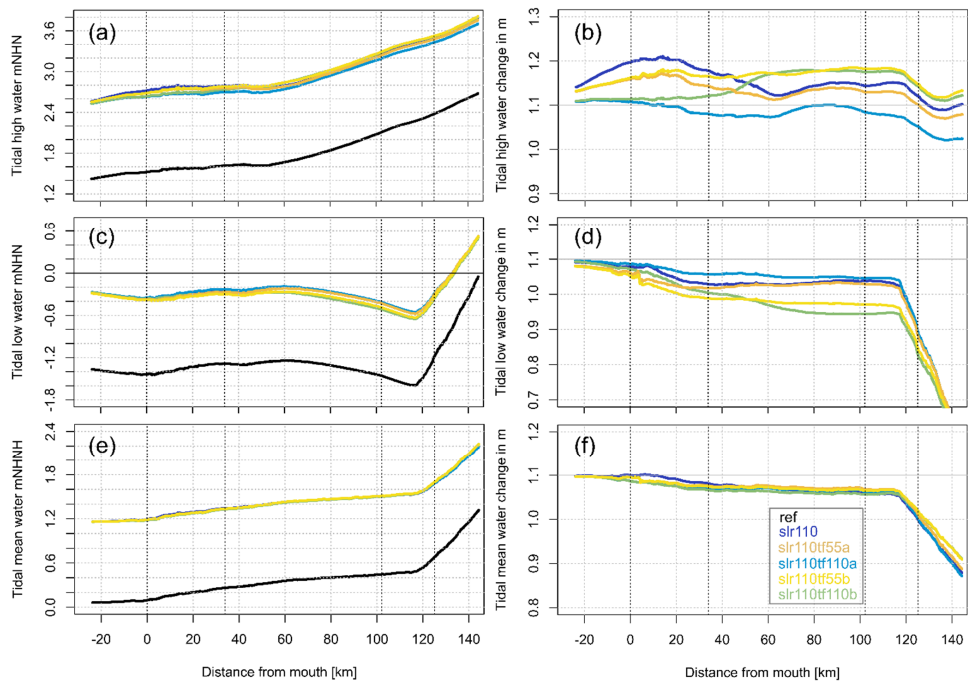 (a)
Tidal high water mNHN
1.2
1.8
2.4
3.0
3.6
(b)
Tidal high water change in m
0.9
1.0
1.1
1.2
1.3
(c)
Tidal low water mNHN
-1.8
-1.2
-0.6
0.0
0.6
(d)
Tidal low water change in m
0.7
0.8
0.9
1.0
1.1
1.2
(e)
Tidal mean water mNHNH
0.0
0.6
1.2
1.8
2.4
(f)
Tidal mean water change in m
0.8
0.9
1.0
1.1
1.2
ref
slr110
slr110tf55a
slr110tf110a
slr110tf55b
slr110tf110b
-20 0 20 40 60 80 100 120 140
Distance from mouth [km]
-20 0 20 40 60 80 100 120 140
Distance from mouth [km]